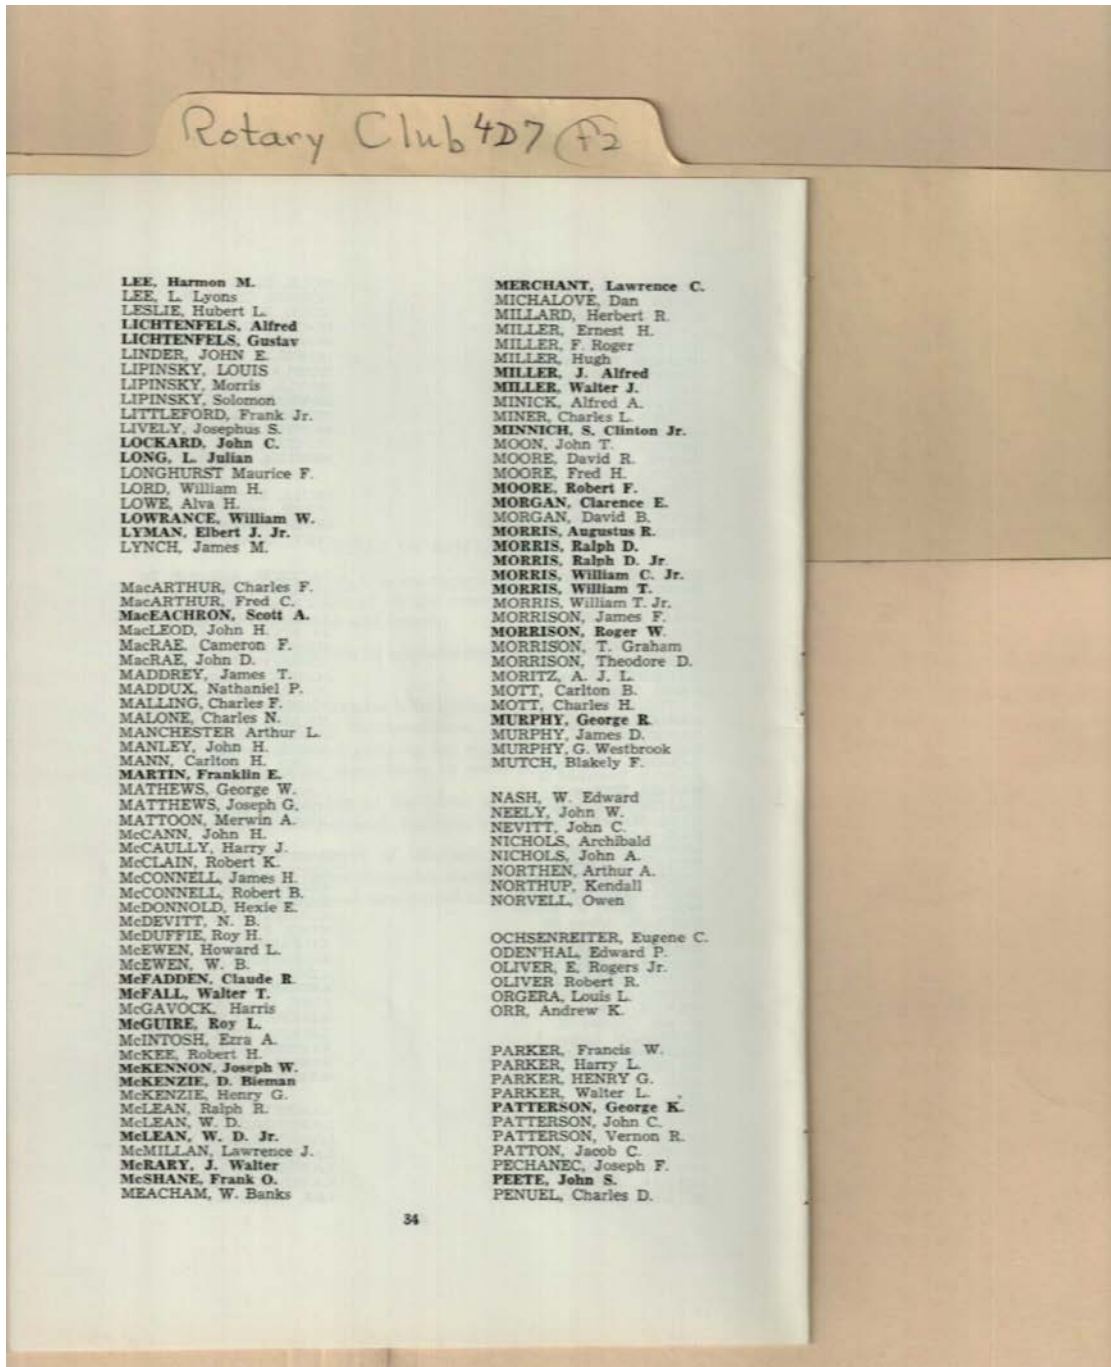 Rotary Club 4D7 F2
LEE, Harmon M.
LEE, L. Lyons
LESLIE, Hubert L.
LICHTENFELS, Alfred
LICHTENFELS, Gustav
LINDER, JOHN E.
LIPINSKY, LOUIS
LIPINSKY, Morris
LIPINSKY, Solomon
LITTLEFORD, Frank Jr.
LIVELY, Josephus S.
LOCKARD, John C.
LONG, L. Julian
LONGHURST Maurice F.
LORD, William H.
LOWE, Alva H.
LOWRANCE, William W.
LYMAN, Elbert J. Jr.
LYNCH, James M.
MacARTHUR, Charles F.
MacARTHUR, Fred C.
MacEACHRON, Scott A.
MacLEOD, John H.
MacRAE, Cameron F.
MacRAE, John D.
MADDREY, James T.
MADDUX, Nathaniel P.
MALLING, Charles F.
MALONE, Charles N.
MANCHESTER Arthur L.
MANLEY, John H.
MANN, Carlton H.
MARTIN, Franklin E.
MATHEWS, George W.
MATTHEWS, Joseph G.
MATTOON, Merwin A.
McCANN, John H.
McCAULLY, Harry J.
McCLAIN, Robert K.
McCONNELL, James H.
McCONNELL, Robert B.
McDONNOLD, Hexie E.
McDEVITT, N. B.
McDUFFIE, Roy H.
McEWEN, Howard L.
McEWEN, W. B.
McFADDEN, Claude R.
McFALL, Walter T.
McGAVOCK, Harris
McGUIRE, Roy L.
McINTOSH, Ezra A.
McKEE, Robert H.
McKENNON, Joseph W.
McKENZIE, D. Bieman
McKENZIE, Henry G.
McLEAN, Ralph R.
McLEAN, W. D.
McLEAN, W. D. Jr.
McMILLAN, Lawrence J.
McRARY, J. Walter
McSHANE, Frank O.
MEACHAM, W. Banks
MERCHANT, Lawrence C.
MICHALOVE, Dan
MILLARD, Herbert R.
MILLER, Ernest H.
MILLER, F. Roger
MILLER, Hugh
MILLER, J. Alfred
MILLER, Walter J.
MINICK, Alfred A.
MINER, Charles L.
MINNICH, S. Clinton Jr.
MOON, John T.
MOORE, David R.
MOORE, Fred H.
MOORE, Robert F.
MORGAN, Clarence E.
MORGAN, David B.
MORRIS, Augustus R.
MORRIS, Ralph D.
MORRIS, Ralph D. Jr.
MORRIS, William C. Jr.
MORRIS, William T.
MORRIS, William T. Jr.
MORRISON, James F.
MORRISON, Roger W.
MORRISON, T. Graham
MORRISON, Theodore D.
MORITZ, A. J. L.
MOTT, Carlton B.
MOTT, Charles H.
MURPHY, George R.
MURPHY, James D.
MURPHY, G. Westbrook
MUTCH, Blakely F.
NASH, W. Edward
NEELY, John W.
NEVITT, John C.
NICHOLS, Archibald
NICHOLS, John A.
NORTHEN, Arthur A.
NORTHUP, Kendall
NORVELL, Owen
OCHSENREITER, Eugene C.
ODEN'HAL, Edward P.
OLIVER, E. Rogers Jr.
OLIVER Robert R.
ORGERA, Louis L.
ORR, Andrew K.
PARKER, Francis W.
PARKER, Harry L.
PARKER, HENRY G.
PARKER, Walter L.
PATTERSON, George K.
PATTERSON, John C.
PATTERSON, Vernon R.
PATTON, Jacob C.
PECHANEC, Joseph F.
PEETE, John S.
PENUEL, Charles D.
34